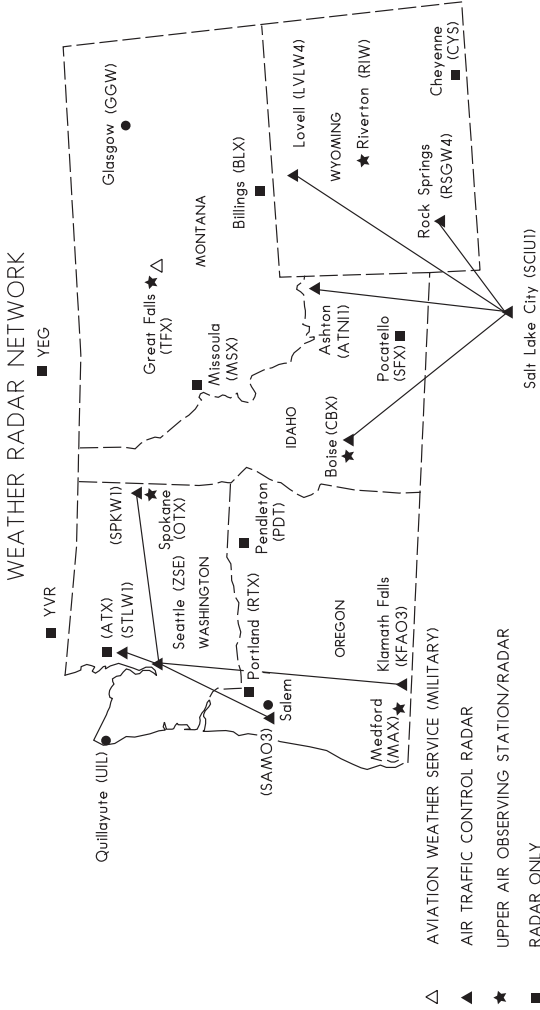 WEATHER RADAR NETWORK
YVR
YEG
(ATX)
(STLW1)
Quillayute (UIL)
Seattle (ZSE)
WASHINGTON
(SPKW1)
Spokane
(OTX)
Portland (RTX)
(SAMO3)
Salem
Pendleton
(PDT)
OREGON
Medford
(MAX)
Klamath Falls
(KFAO3)
IDAHO
Boise (CBX)
Pocatello
(SFX)
Ashton
(ATNI1)
Missoula
(MSX)
Great Falls
(TFX)
MONTANA
Glasgow (GGW)
Billings (BLX)
Lovell (LVLW4)
WYOMING
Riverton (RIW)
Rock Springs
(RSGW4)
Cheyenne
(CYS)
Salt Lake City (SCIU1)
AVIATION WEATHER SERVICE (MILITARY)
AIR TRAFFIC CONTROL RADAR
UPPER AIR OBSERVING STATION/RADAR
RADAR ONLY